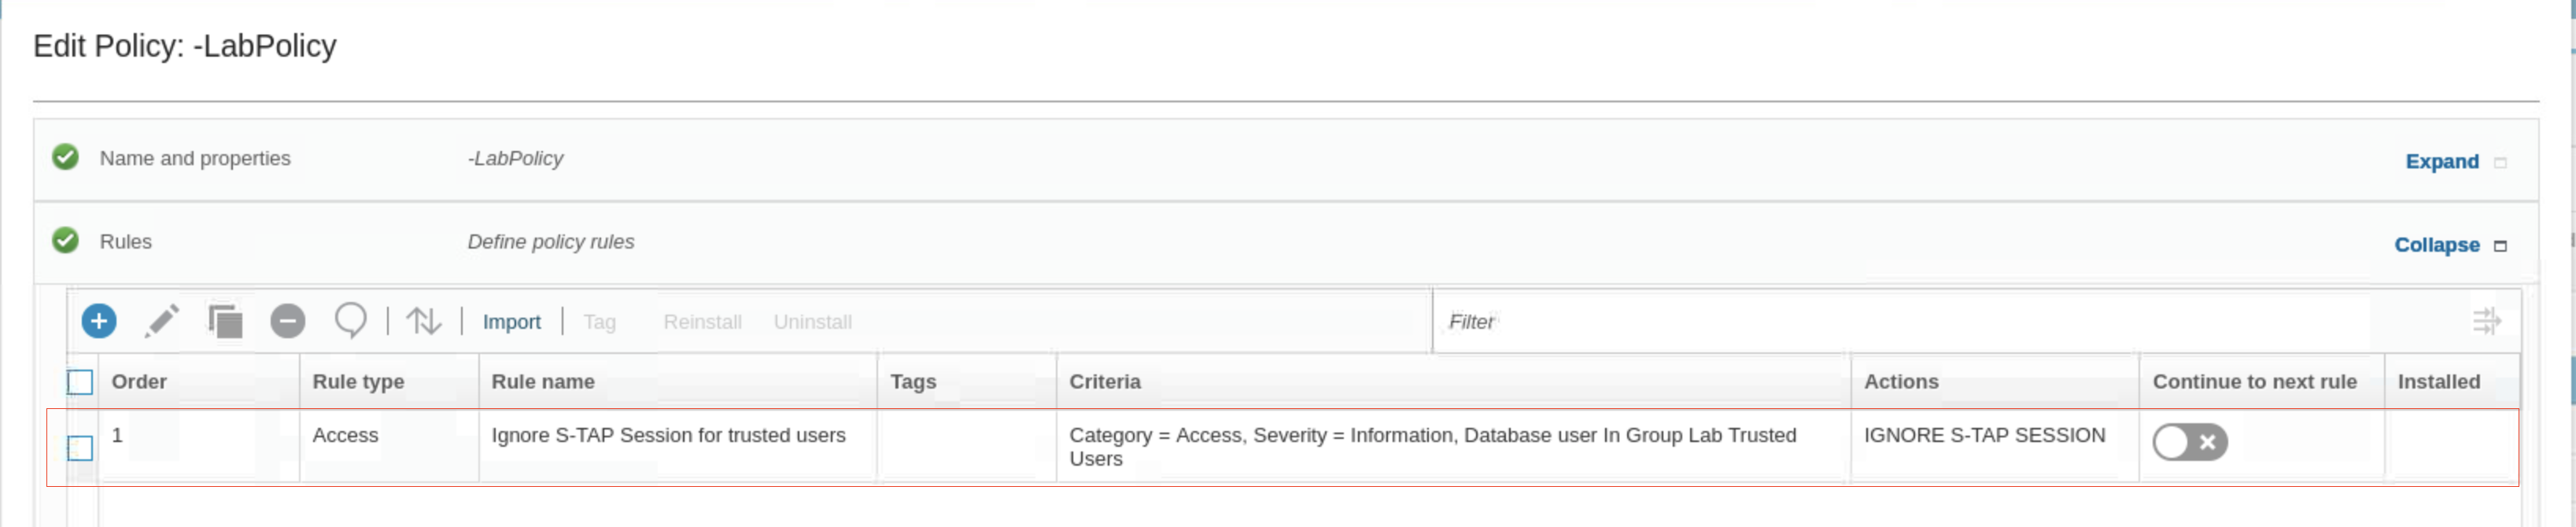 Edit Policy: -LabPolicy
Name and properties
-LabPolicy
Expand
Rules
Define policy rules
Collapse
Import
Tag
Reinstall
Uninstall
Filter
Order
Rule type
Rule name
Tags
Criteria
Actions
Continue to next rule
Installed
1
Access
Ignore S-TAP Session for trusted users
Category = Access, Severity = Information, Database user In Group Lab Trusted
Users
IGNORE S-TAP SESSION